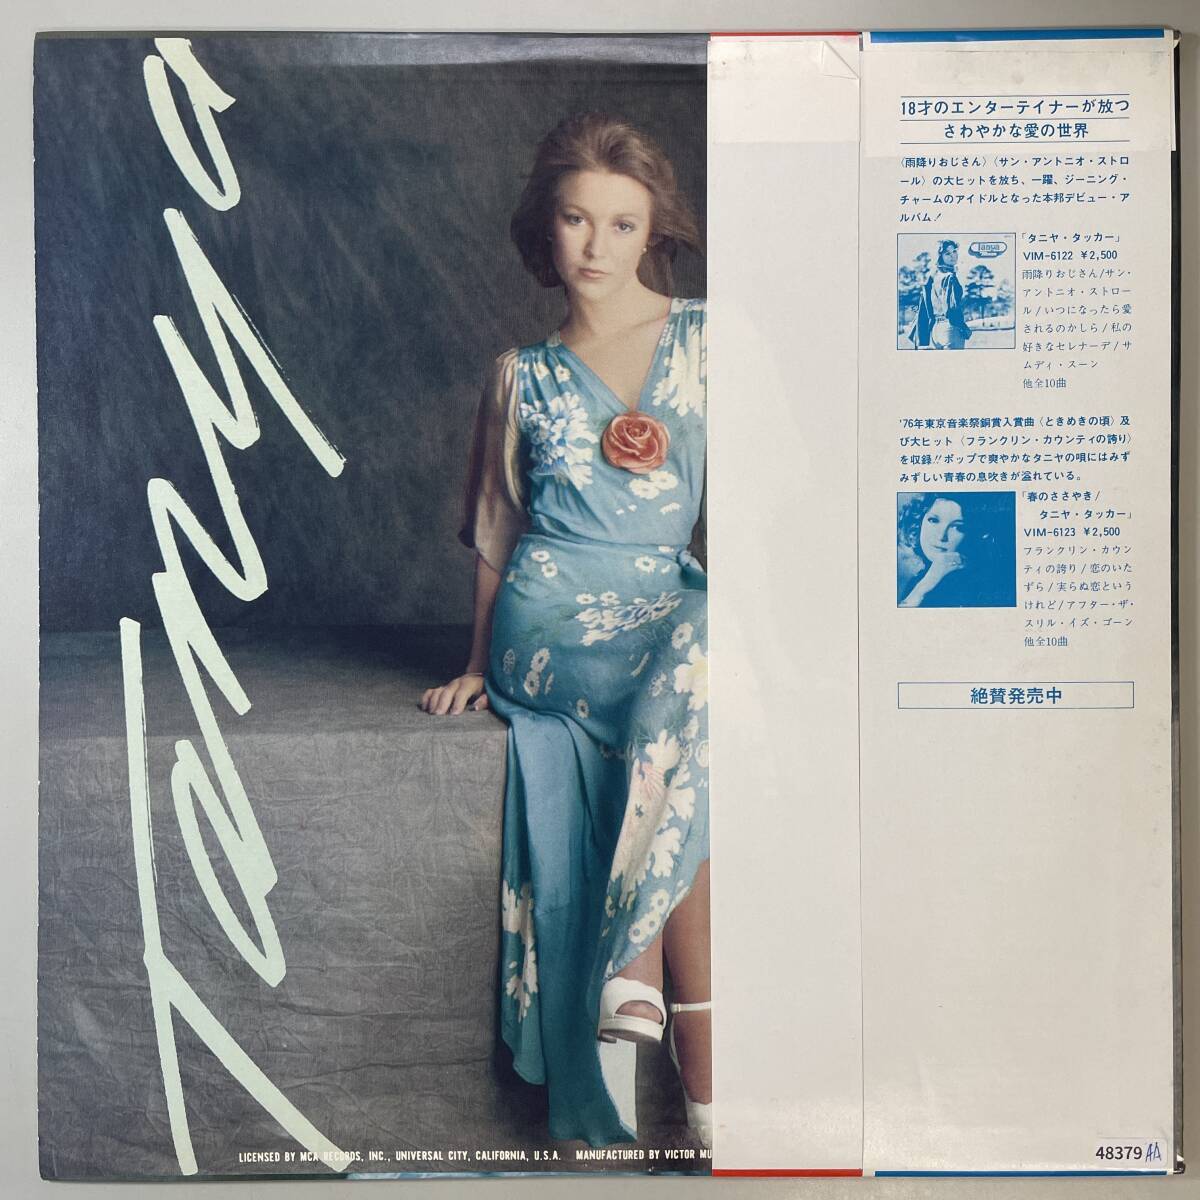 Tanya
18才のエンターテイナーが放つ
さわやかな愛の世界
〈雨降りおじさん〉〈サン・アントニオ・ストロ
ール〉の大ヒットを放ち、一躍、ジーニング・
チャームのアイドルとなった本邦デビュー・ア
ルバム！
Tanya
「タニヤ・タッカー」
VIM-6122 ¥2,500
雨降りおじさん/サン・
アントニオ・ストロー
ル/いつになったら愛
されるのかしら/私の
好きなセレナーデ/サ
ムディ・スーン
他全10曲
'76年東京音楽祭銅賞入賞曲〈ときめきの頃〉及
び大ヒット〈フランクリン・カウンティの誇り〉
を収録!!ポップで爽やかなタニヤの唄にはみず
みずしい青春の息吹きが溢れている。
「春のささやき/
タニヤ・タッカー」
VIM-6123 ¥2,500
フランクリン・カウン
ティの誇り/恋のいた
ずら/実らぬ恋という
けれど/アフター・ザ・
スリル・イズ・ゴーン
他全10曲
絶賛発売中
LICENSED BY MCA RECORDS, INC., UNIVERSAL CITY, CALIFORNIA, U.S.A. MANUFACTURED BY VICTOR MU
48379 AA